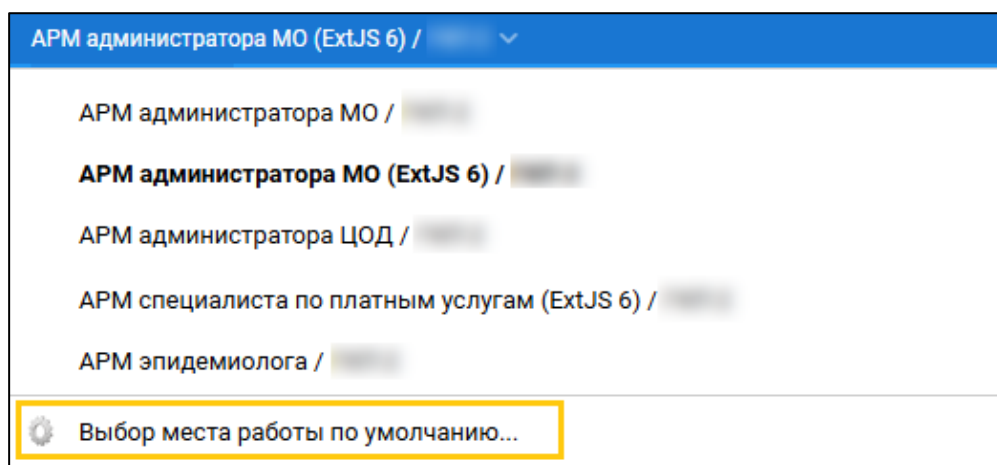 АРМ администратора МО (ExtJS 6) /
АРМ администратора МО /
АРМ администратора МО (ExtJS 6) /
АРМ администратора ЦОД /
АРМ специалиста по платным услугам (ExtJS 6) /
АРМ эпидемиолога /
Выбор места работы по умолчанию...